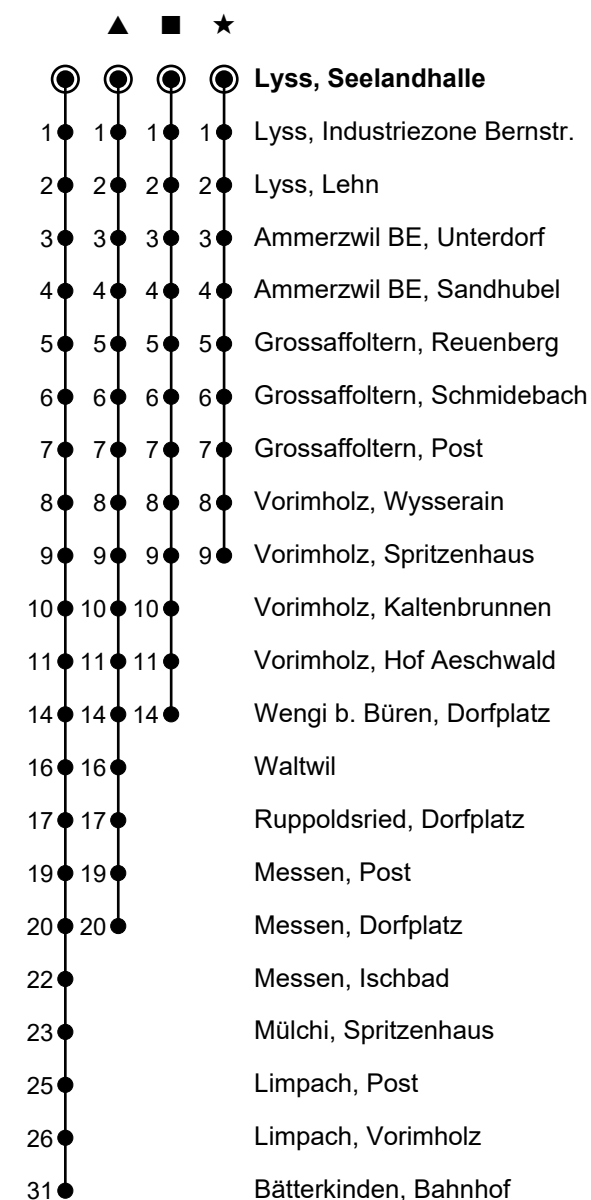 ▲ ■ ★
Lyss, Seelandhalle
1 1 1 1 Lyss, Industriezone Bernstr.
2 2 2 2 Lyss, Lehn
3 3 3 3 Ammerzwil BE, Unterdorf
4 4 4 4 Ammerzwil BE, Sandhubel
5 5 5 5 Grossaffoltern, Reuenberg
6 6 6 6 Grossaffoltern, Schmidebach
7 7 7 7 Grossaffoltern, Post
8 8 8 8 Vorimholz, Wysserain
9 9 9 9 Vorimholz, Spritzenhaus
10 10 10 Vorimholz, Kaltenbrunnen
11 11 11 Vorimholz, Hof Aeschwald
14 14 14 Wengi b. Büren, Dorfplatz
16 16 Waltwil
17 17 Ruppoldsried, Dorfplatz
19 19 Messen, Post
20 20 Messen, Dorfplatz
22 Messen, Ischbad
23 Mülchi, Spritzenhaus
25 Limpach, Post
26 Limpach, Vorimholz
31 Bätterkinden, Bahnhof